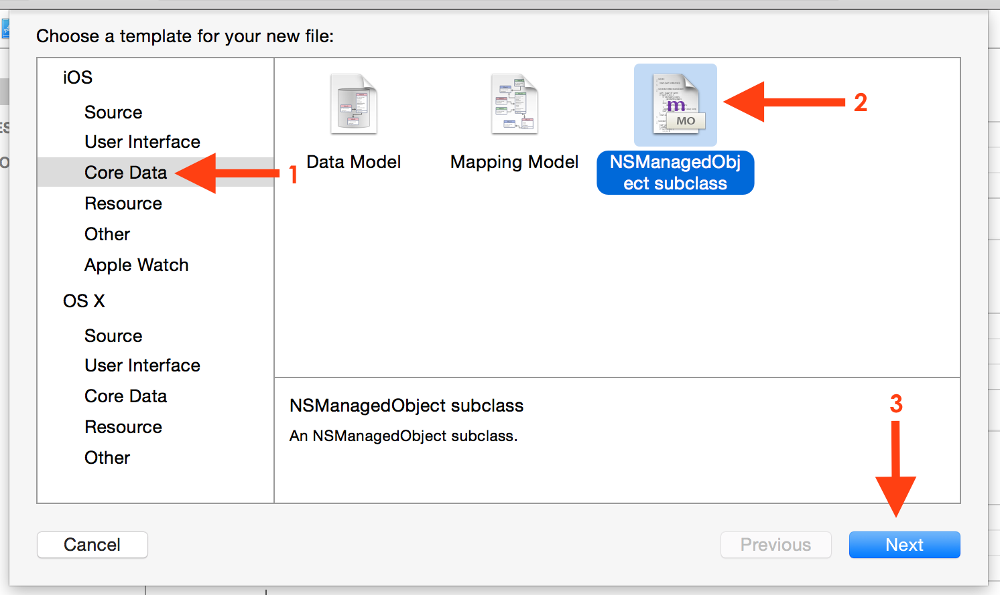 Choose a template for your new file:
iOS
Source
User Interface
Core Data
Resource
Other
Apple Watch
OS X
Source
User Interface
Core Data
Resource
Other
1
Data Model
Mapping Model
m
MO
NSManagedObj
ect subclass
2
NSManagedObject subclass
An NSManagedObject subclass.
3
Cancel
Previous
Next